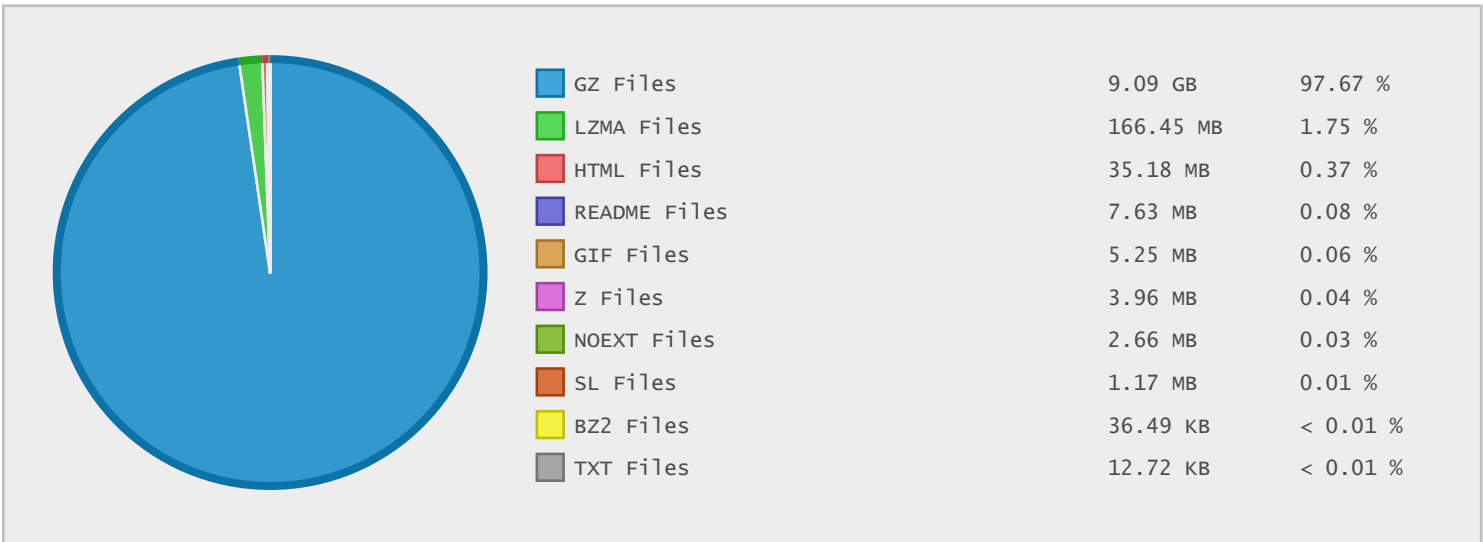 GZ Files 9.09 GB 97.67 %
LZMA Files 166.45 MB 1.75 %
HTML Files 35.18 MB 0.37 %
README Files 7.63 MB 0.08 %
GIF Files 5.25 MB 0.06 %
Z Files 3.96 MB 0.04 %
NOEXT Files 2.66 MB 0.03 %
SL Files 1.17 MB 0.01 %
BZ2 Files 36.49 KB < 0.01 %
TXT Files 12.72 KB < 0.01 %